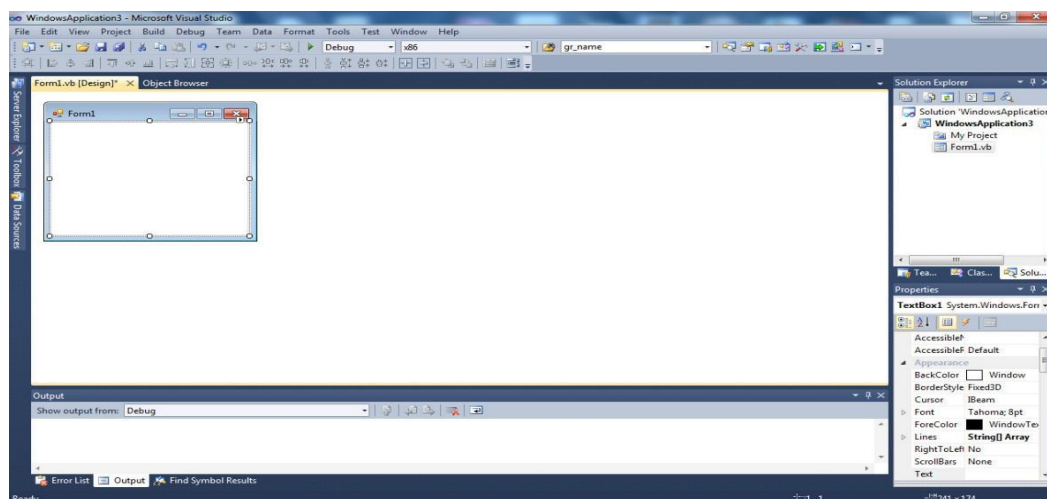 WindowsApplication3 - Microsoft Visual Studio
File Edit View Project Build Debug Team Data Format Tools Test Window Help
Debug x86 gr_name
Form1.vb [Design]* Object Browser
Server Explorer
Toolbox
Data Sources
Form1
Solution Explorer
Solution 'WindowsApplication
WindowsApplication3
My Project
Form1.vb
Tea... Clas... Solu...
Properties
TextBox1 System.Windows.For
AccessibleN
AccessibleR Default
Appearance
BackColor Window
BorderStyle Fixed3D
Cursor IBeam
Font Tahoma; 8pt
ForeColor WindowTe
Lines String[] Array
RightToLeft No
ScrollBars None
Text
Output
Show output from: Debug
Error List Output Find Symbol Results
Ready
241 x 174